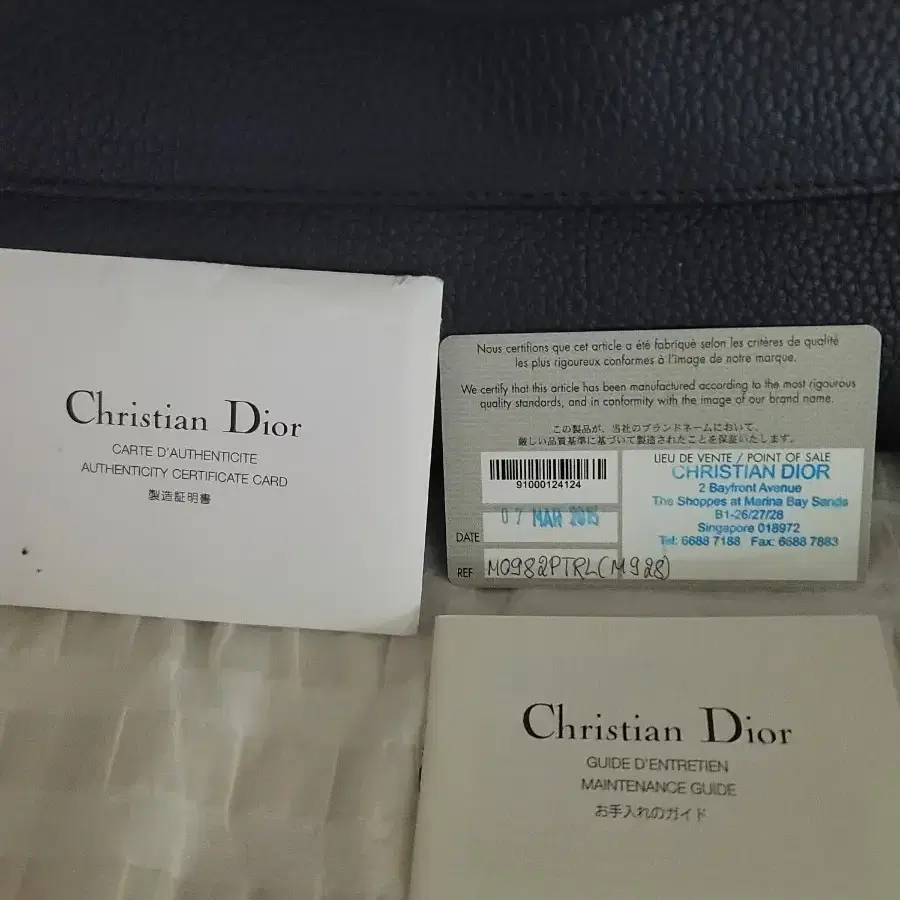 Christian Dior
CARTE D'AUTHENTICITE
AUTHENTICITY CERTIFICATE CARD
製造証明書
Nous certifions que cet article a été fabriqué selon les critères de qualité
les plus rigoureux conformes à l'image de notre marque.
We certify that this article has been manufactured according to the most rigourous
quality standards, and in conformity with the image of our brand name.
この製品が、当社のブランドネームにおいて、
厳しい品質基準に基づいて製造されたことを保証いたします。
91000124124
DATE 07 MAR 2015
REF M0982PTRL(M928)
LIEU DE VENTE / POINT OF SALE
CHRISTIAN DIOR
2 Bayfront Avenue
The Shoppes at Marina Bay Sands
B1-26/27/28
Singapore 018972
Tel: 6688 7188 Fax: 6688 7883
Christian Dior
GUIDE D'ENTRETIEN
MAINTENANCE GUIDE
お手入れのガイド